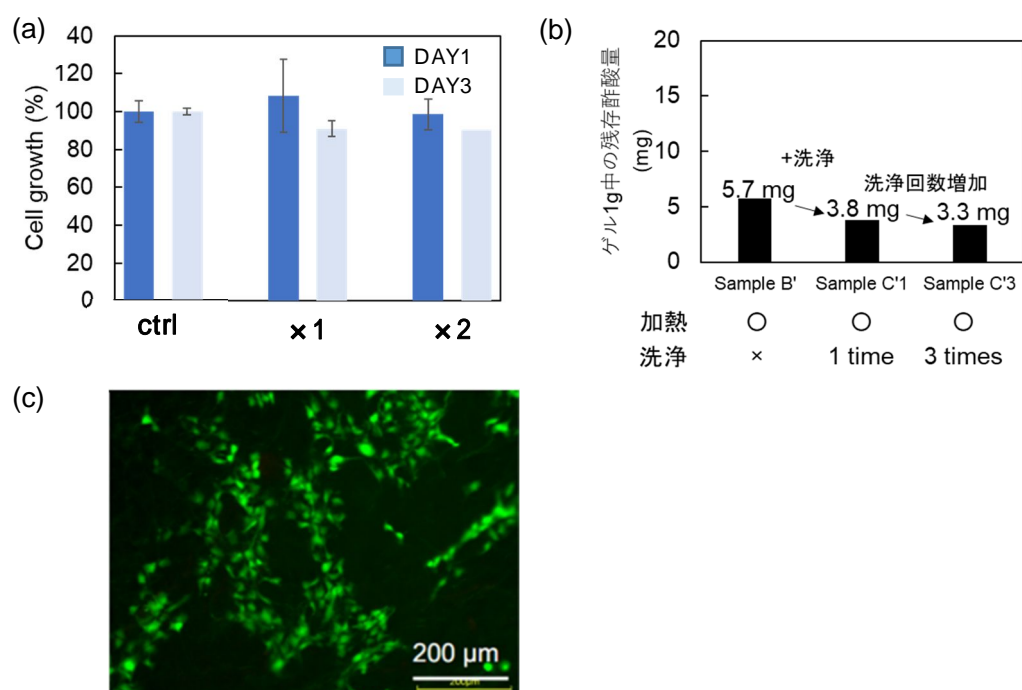 (a)
40
120
100
80
60
40
20
0
Cell growth (%)
DAY1
DAY3
ctrl
×1
×2
(b)
ゲル1g中の残存酢酸量
(mg)
20
15
10
5
0
+洗浄
洗浄回数増加
5.7 mg
3.8 mg
3.3 mg
Sample B' Sample C'1 Sample C'3
加熱 ○ ○ ○
洗浄 × 1 time 3 times
(c)
200 μm
200μm